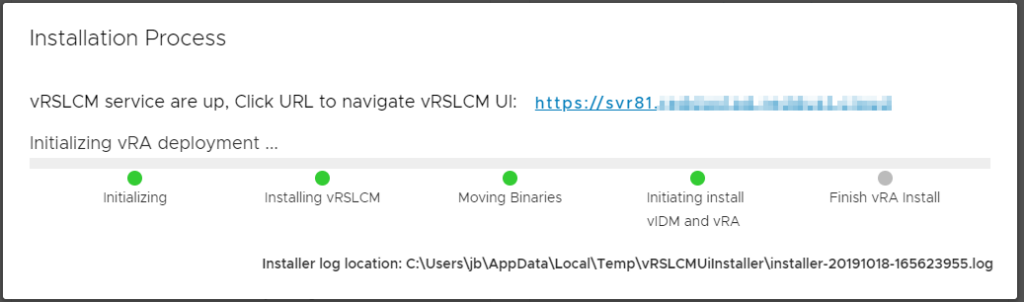 Installation Process
vRSLCM service are up, Click URL to navigate vRSLCM UI: https://svr81.
Initializing vRA deployment ...
Initializing Installing vRSLCM Moving Binaries Initiating install Finish vRA Install
vIDM and vRA
Installer log location: C:\Users\jb\AppData\Local\Temp\vRSLCMUiInstaller\installer-20191018-165623955.log